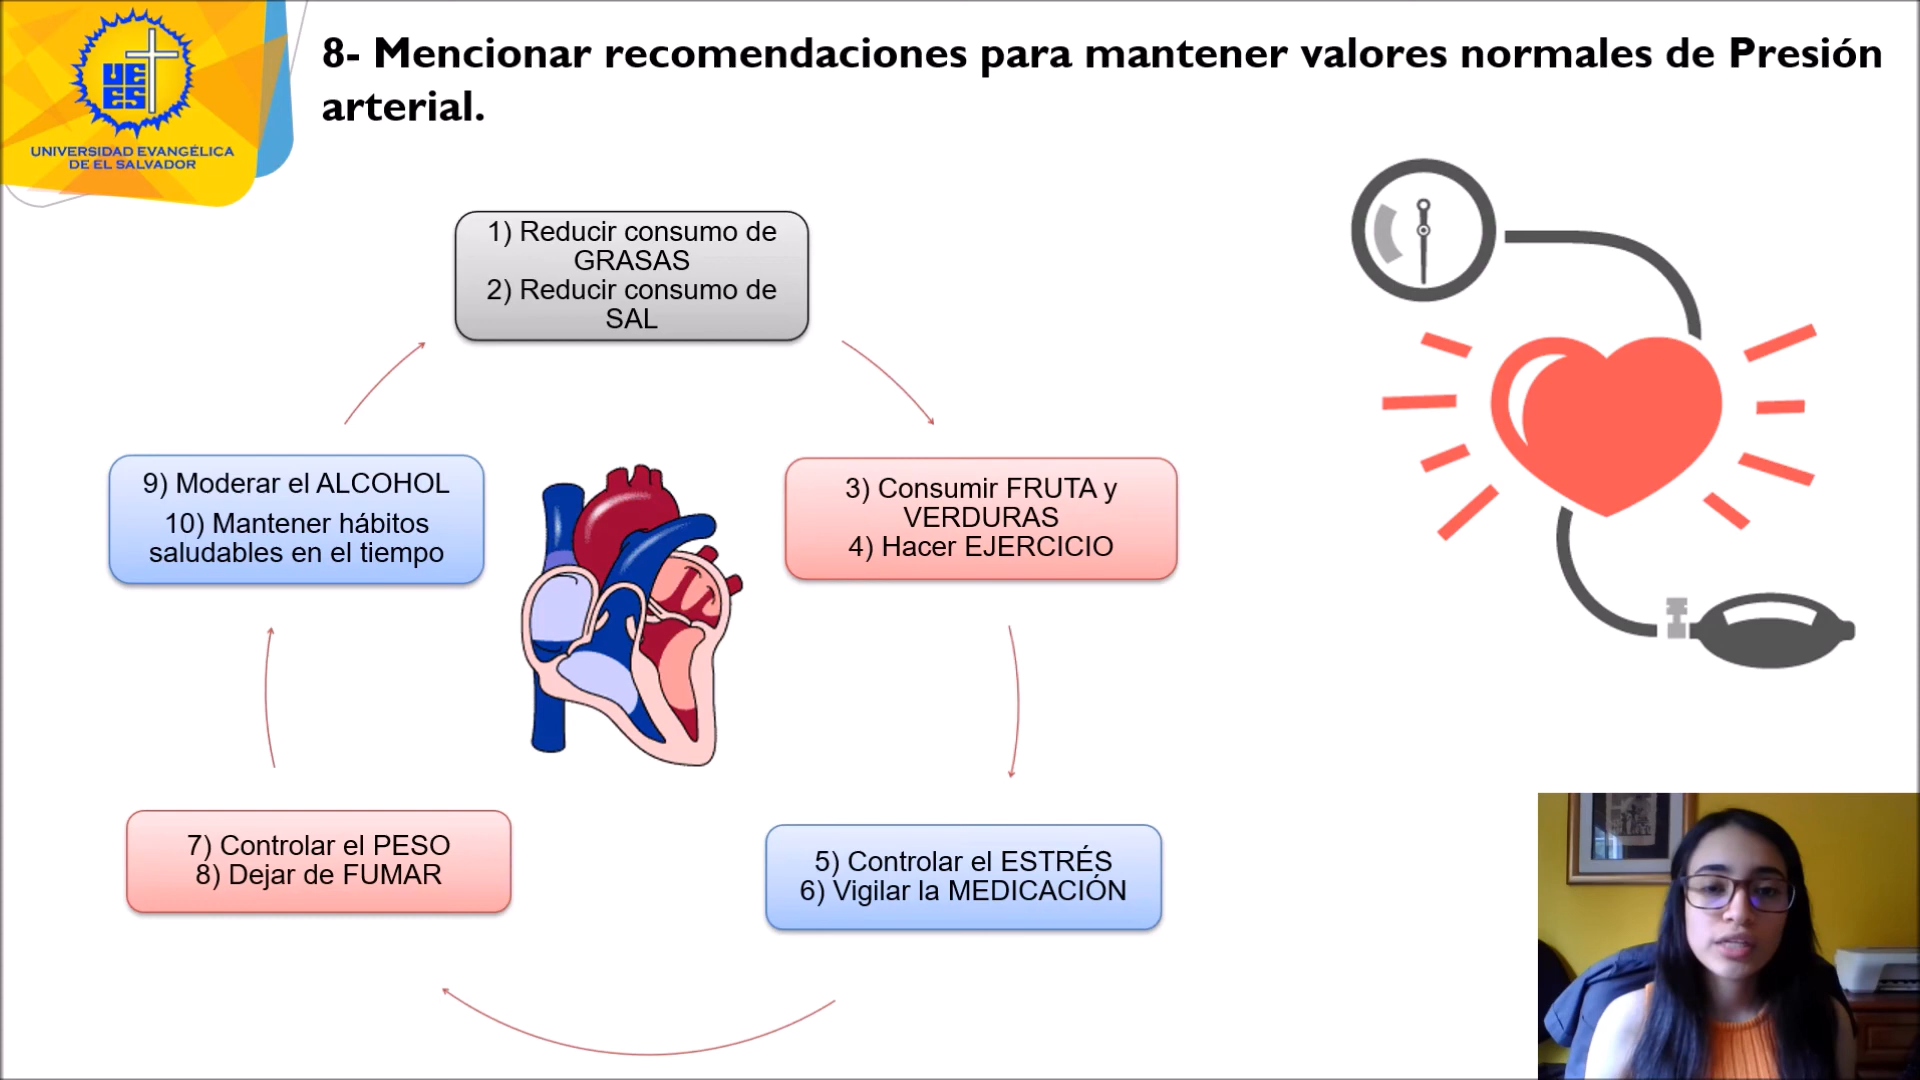 8- Mencionar recomendaciones para mantener valores normales de Presión
arterial.
UE
ES
UNIVERSIDAD EVANGÉLICA
DE EL SALVADOR
1) Reducir consumo de
GRASAS
2) Reducir consumo de
SAL
3) Consumir FRUTA y
VERDURAS
4) Hacer EJERCICIO
5) Controlar el ESTRÉS
6) Vigilar la MEDICACIÓN
7) Controlar el PESO
8) Dejar de FUMAR
9) Moderar el ALCOHOL
10) Mantener hábitos
saludables en el tiempo